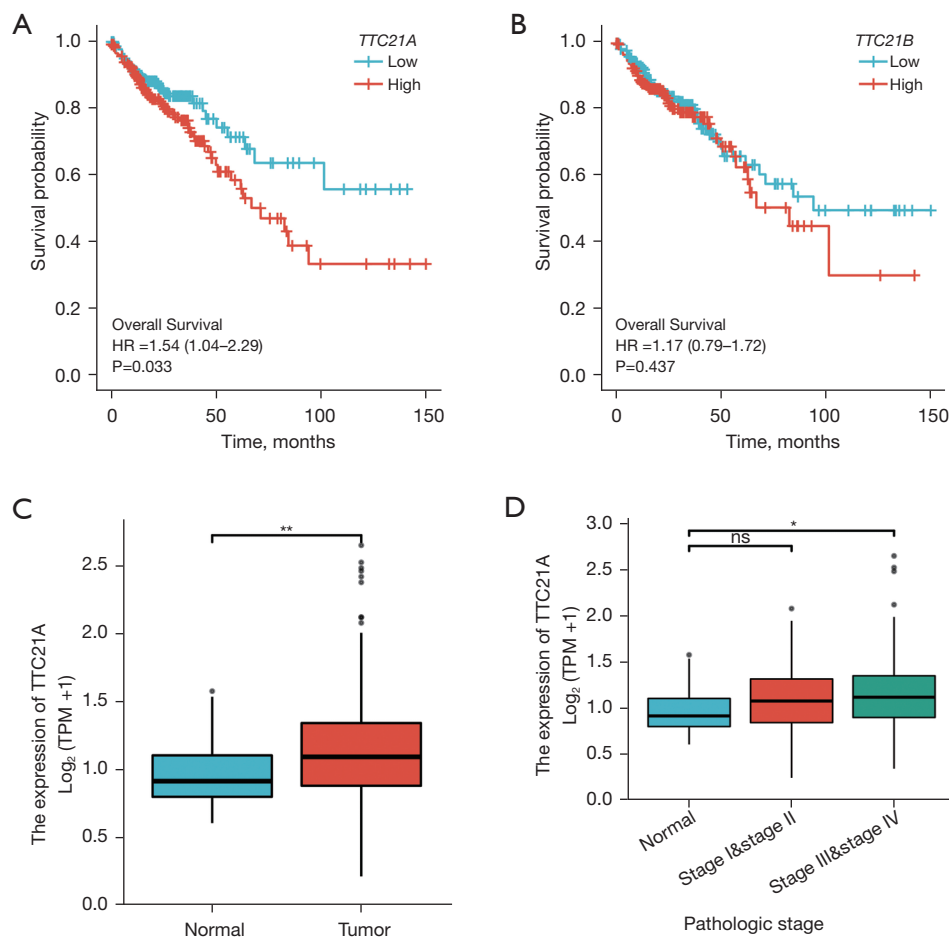 A
TTC21A
Low
High
1.0
0.8
0.6
0.4
0.2
0.0
Survival probability
Overall Survival
HR =1.54 (1.04–2.29)
P=0.033
0 50 100 150
Time, months
B
TTC21B
Low
High
1.0
0.8
0.6
0.4
0.2
0.0
Survival probability
Overall Survival
HR =1.17 (0.79–1.72)
P=0.437
0 50 100 150
Time, months
C
**
2.5
2.0
1.5
1.0
0.5
0.0
The expression of TTC21A
Log₂ (TPM +1)
Normal Tumor
D
*
ns
3.0
2.5
2.0
1.5
1.0
0.5
0.0
The expression of TTC21A
Log₂ (TPM +1)
Normal
Stage I&stage II
Stage III&stage IV
Pathologic stage